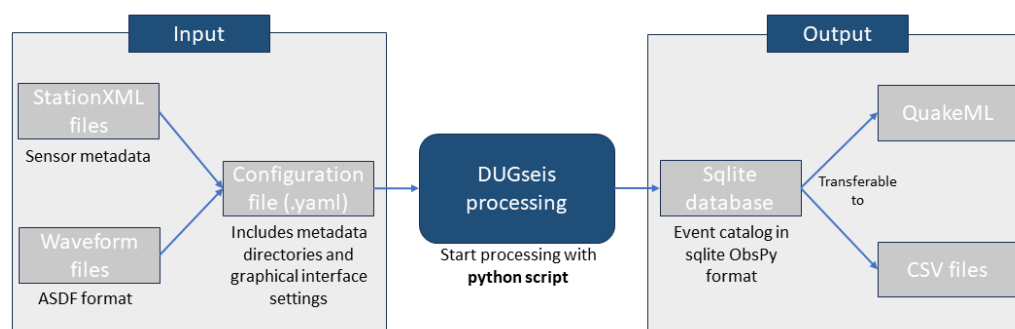 Input
StationXML
files
Sensor metadata
Waveform
files
ASDF format
Configuration
file (.yaml)
Includes metadata
directories and
graphical interface
settings
DUGseis
processing
Start processing with
python script
Output
Sqlite
database
Event catalog in
sqlite ObsPy
format
Transferable
to
QuakeML
CSV files